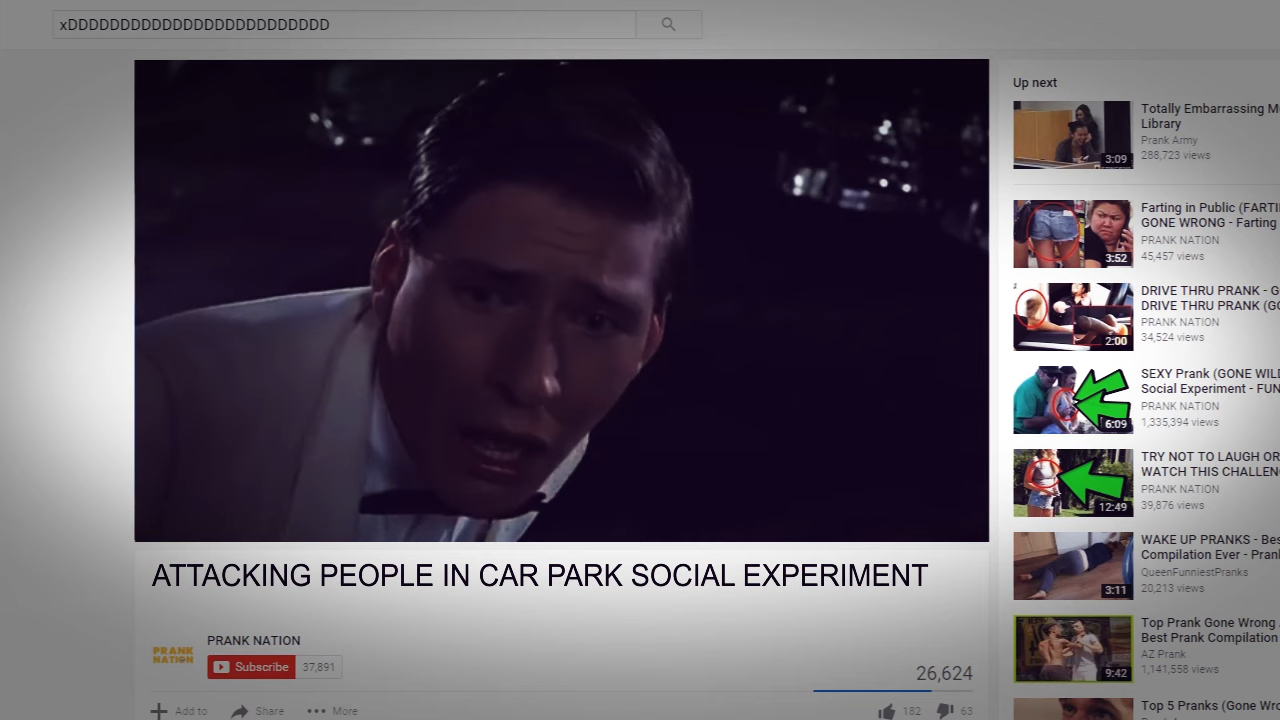 xDDDDDDDDDDDDDDDDDDDDDDDDD
ATTACKING PEOPLE IN CAR PARK SOCIAL EXPERIMENT
PRANK
NATION
PRANK NATION
Subscribe 37,891
26,624
Add to Share More 182 63
Up next
Totally Embarrassing
Library
Prank Army
288,723 views
3:09
Farting in Public
GONE WRONG - Farting
PRANK NATION
45,457 views
3:52
DRIVE THRU PRANK -
DRIVE THRU PRANK
PRANK NATION
34,524 views
2:00
SEXY Prank (GONE WILD
Social Experiment - FUN
PRANK NATION
1,335,394 views
6:09
TRY NOT TO LAUGH OR
WATCH THIS CHALLEN
PRANK NATION
39,876 views
12:49
WAKE UP PRANKS - Bes
Compilation Ever - Pran
QueenFunniestPranks
20,213 views
3:11
Top Prank Gone Wrong
Best Prank Compilation
AZ Prank
1,141,558 views
9:42
Top 5 Pranks (Gone Wro